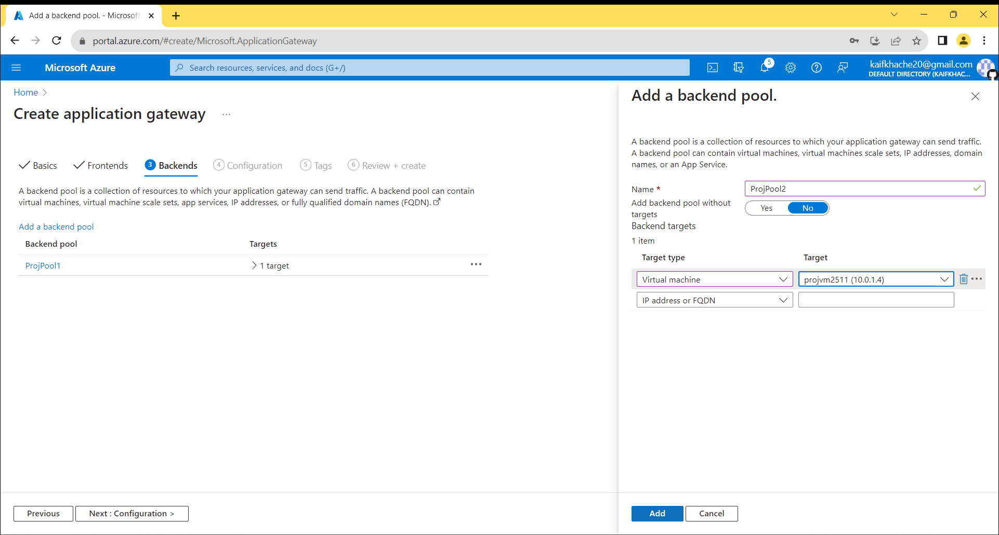 Add a backend pool. - Microsoft
portal.azure.com/#create/Microsoft.ApplicationGateway
Microsoft Azure
Search resources, services, and docs (G+/)
5
kaifkhache20@gmail.com
DEFAULT DIRECTORY (KAIFKHAC...
Home
Create application gateway
...
Basics
Frontends
3 Backends
4 Configuration
5 Tags
6 Review + create
A backend pool is a collection of resources to which your application gateway can send traffic. A backend pool can contain
virtual machines, virtual machine scale sets, app services, IP addresses, or fully qualified domain names (FQDN).
Add a backend pool
Backend pool Targets
ProjPool1 1 target
Previous
Next : Configuration >
Add a backend pool.
A backend pool is a collection of resources to which your application gateway can send traffic.
A backend pool can contain virtual machines, virtual machines scale sets, IP addresses, domain
names, or an App Service.
Name * ProjPool2
Add backend pool without
targets
Yes No
Backend targets
1 item
Target type Target
Virtual machine projvm2511 (10.0.1.4)
IP address or FQDN
Add
Cancel